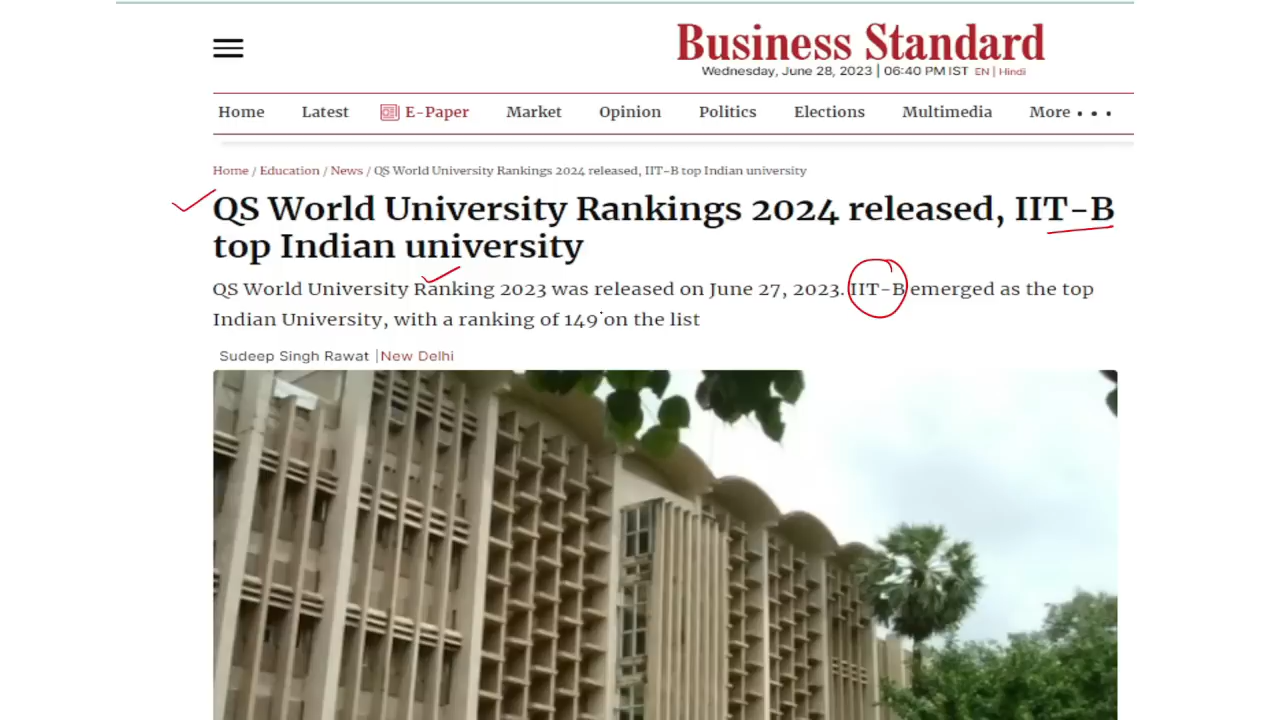 Business Standard
Wednesday, June 28, 2023 | 06:40 PM IST EN | Hindi
Home Latest E-Paper Market Opinion Politics Elections Multimedia More
Home / Education / News / QS World University Rankings 2024 released, IIT-B top Indian university
QS World University Rankings 2024 released, IIT-B
top Indian university
QS World University Ranking 2023 was released on June 27, 2023. IIT-B emerged as the top
Indian University, with a ranking of 149 on the list
Sudeep Singh Rawat | New Delhi